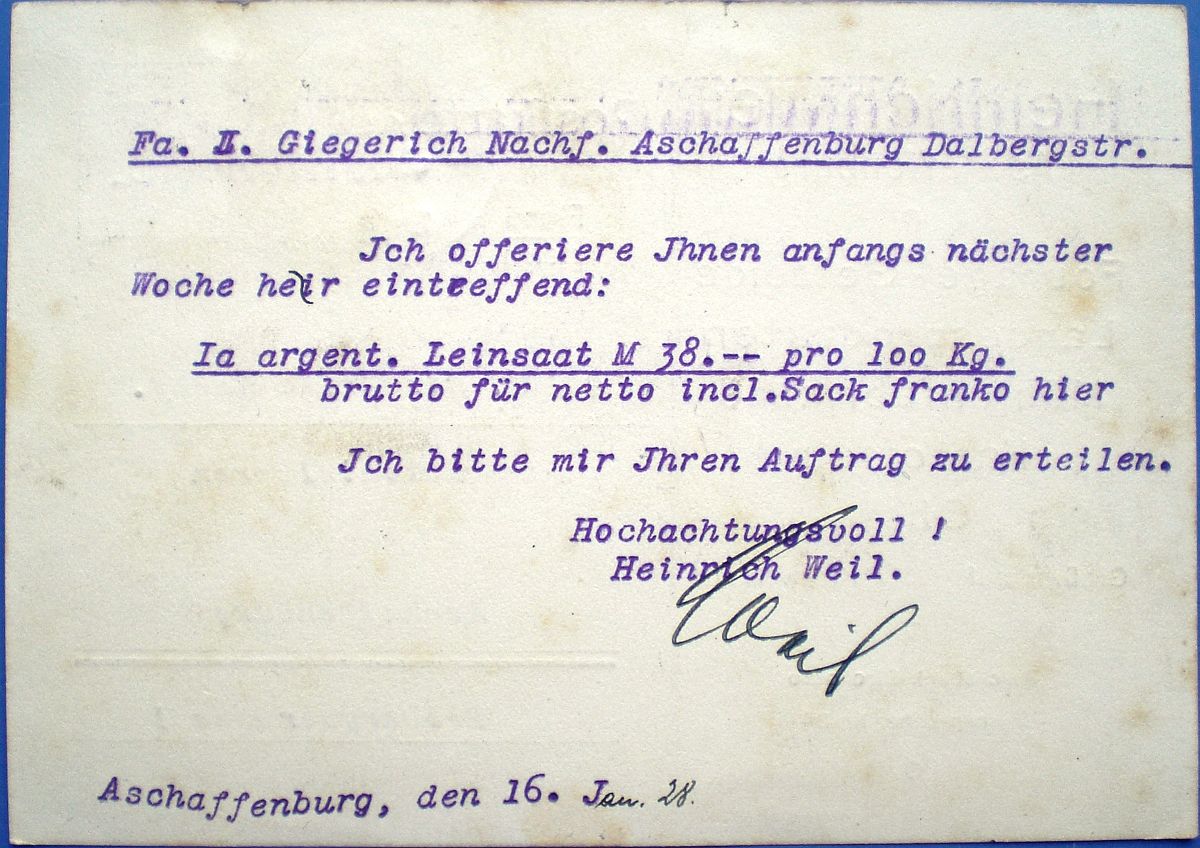 Fa. II. Giegerich Nachf. Aschaffenburg Dalbergstr.
Jch offeriere Jhnen anfangs nächster
Woche heir eintreffend:
Ia argent. Leinsaat M 38.-- pro 100 Kg.
brutto für netto incl.Sack franko hier
Jch bitte mir Jhren Auftrag zu erteilen.
Hochachtungsvoll !
Heinrich Weil.
Weil
Aschaffenburg, den 16. Jan. 28.